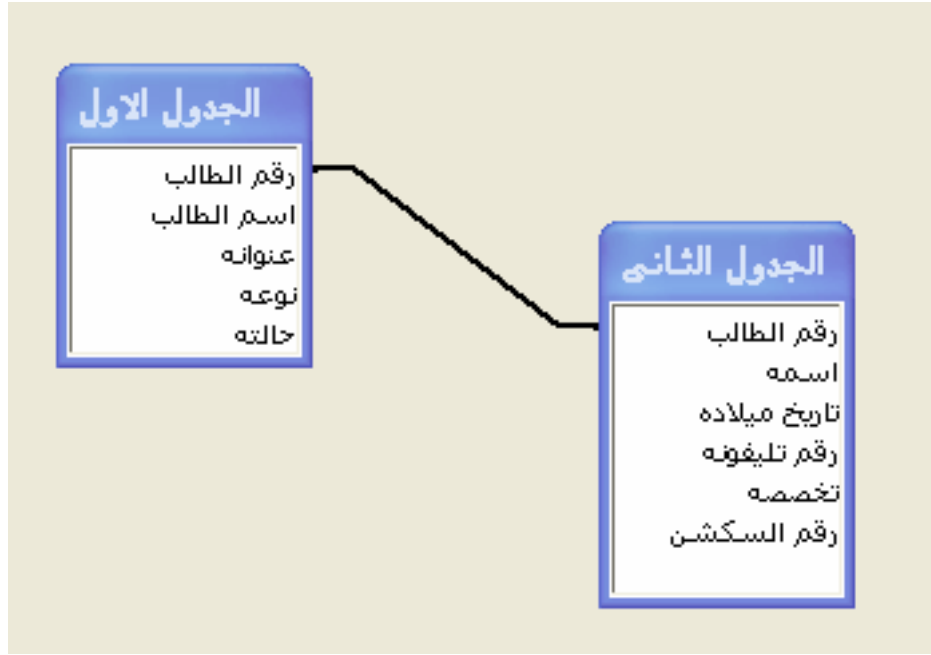 الجدول الاول
رقم الطالب
اسم الطالب
عنوانه
نوعه
حالته
الجدول الثانى
رقم الطالب
اسمه
تاريخ ميلاده
رقم تليفونه
تخصصه
رقم السكشن